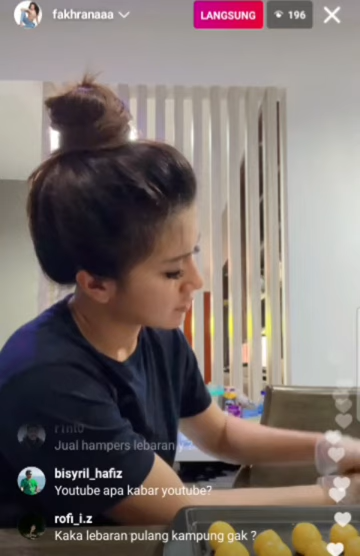 fakhranaaa
LANGSUNG
196
Jual hampers lebaran
bisyril_hafiz
Youtube apa kabar youtube?
rofi_i.z
Kaka lebaran pulang kampung gak ?